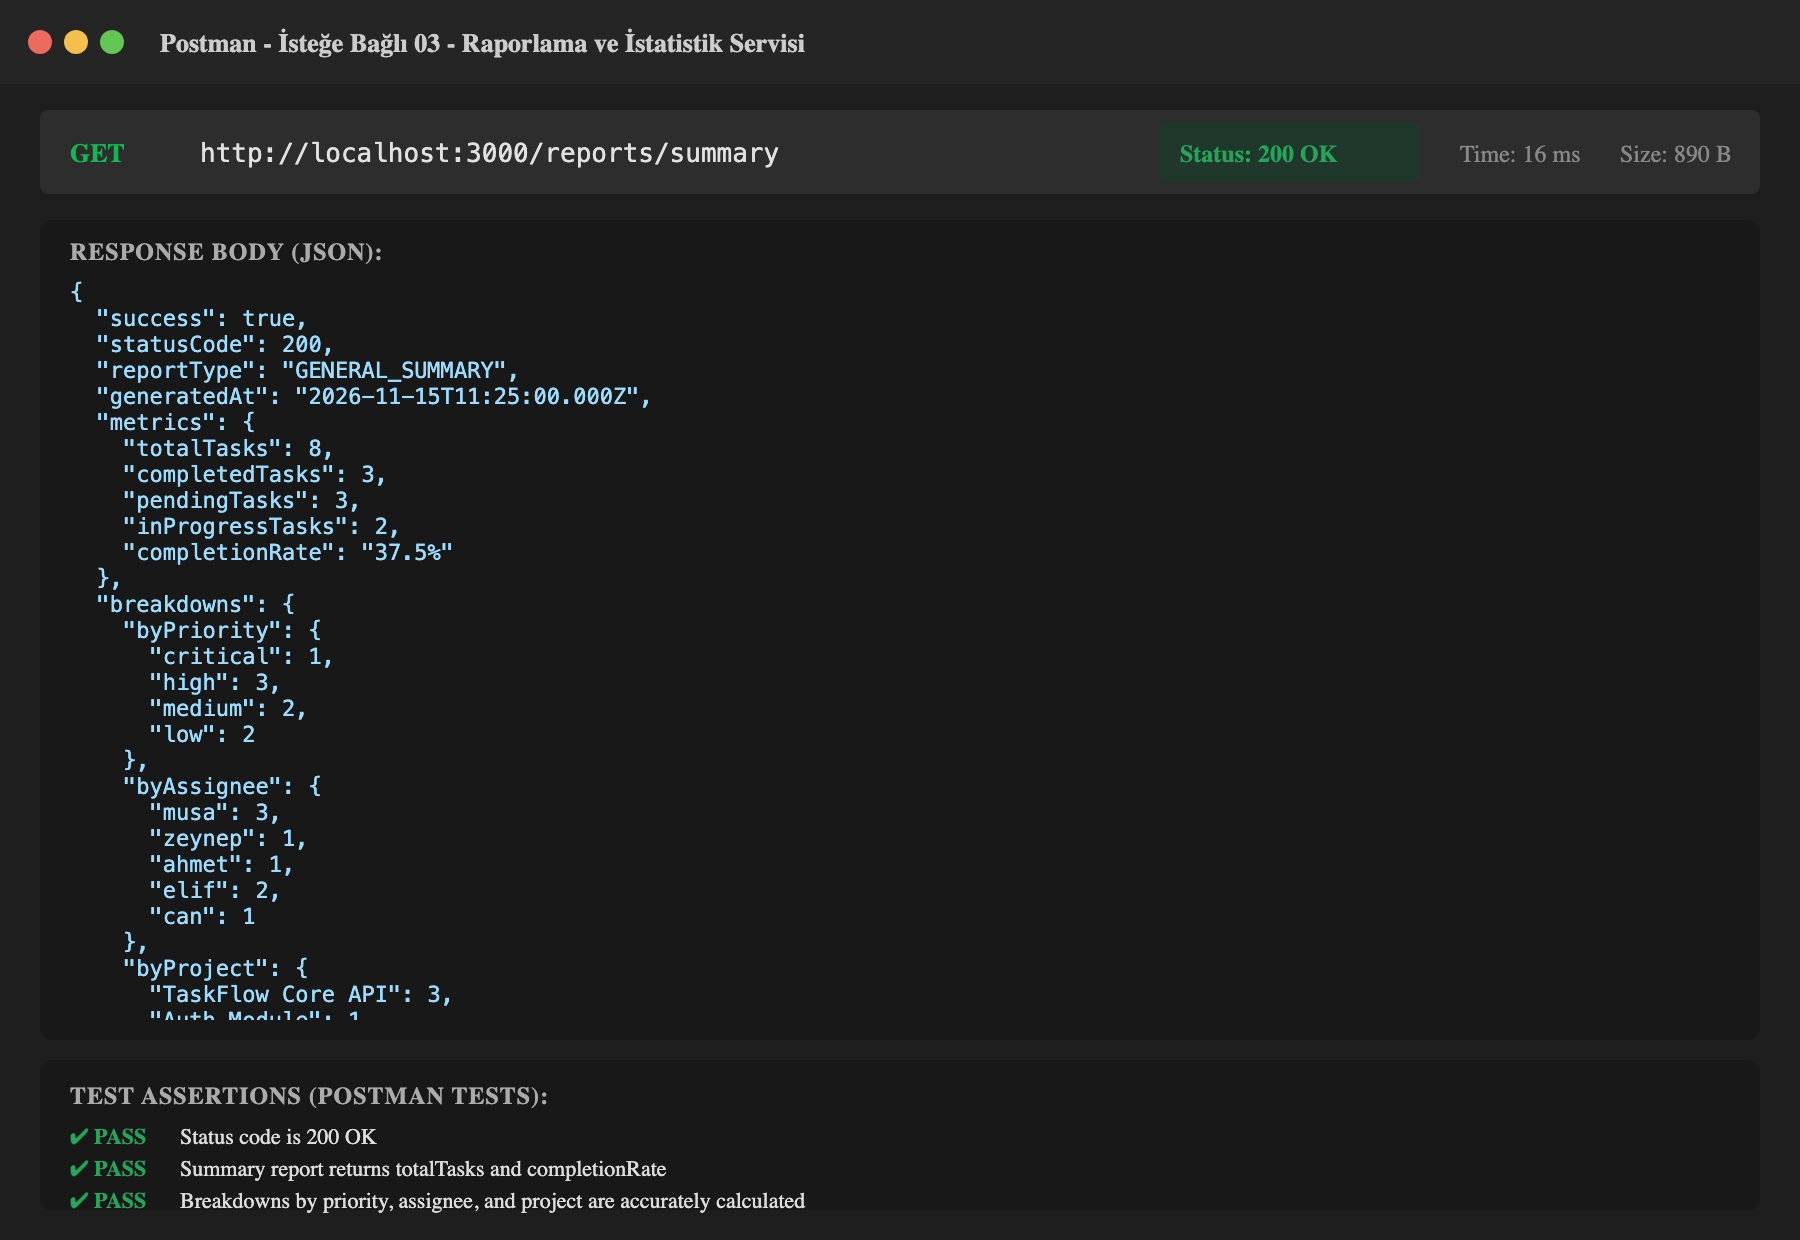 Postman - İsteğe Bağlı 03 - Raporlama ve İstatistik Servisi
GET http://localhost:3000/reports/summary Status: 200 OK Time: 16 ms Size: 890 B
RESPONSE BODY (JSON):
{
  "success": true,
  "statusCode": 200,
  "reportType": "GENERAL_SUMMARY",
  "generatedAt": "2026-11-15T11:25:00.000Z",
  "metrics": {
    "totalTasks": 8,
    "completedTasks": 3,
    "pendingTasks": 3,
    "inProgressTasks": 2,
    "completionRate": "37.5%"
  },
  "breakdowns": {
    "byPriority": {
      "critical": 1,
      "high": 3,
      "medium": 2,
      "low": 2
    },
    "byAssignee": {
      "musa": 3,
      "zeynep": 1,
      "ahmet": 1,
      "elif": 2,
      "can": 1
    },
    "byProject": {
      "TaskFlow Core API": 3,
      "Auth Module": 1
TEST ASSERTIONS (POSTMAN TESTS):
✔ PASS Status code is 200 OK
✔ PASS Summary report returns totalTasks and completionRate
✔ PASS Breakdowns by priority, assignee, and project are accurately calculated